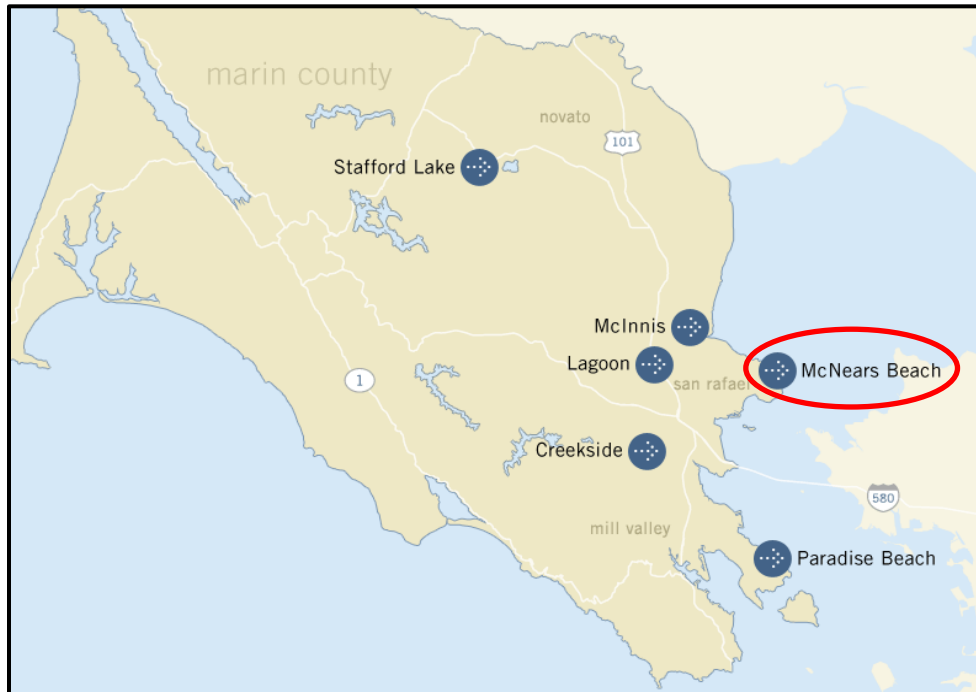 marin county
novato
101
Stafford Lake
McInnis
Lagoon
McNears Beach
san rafael
1
Creekside
580
mill valley
Paradise Beach